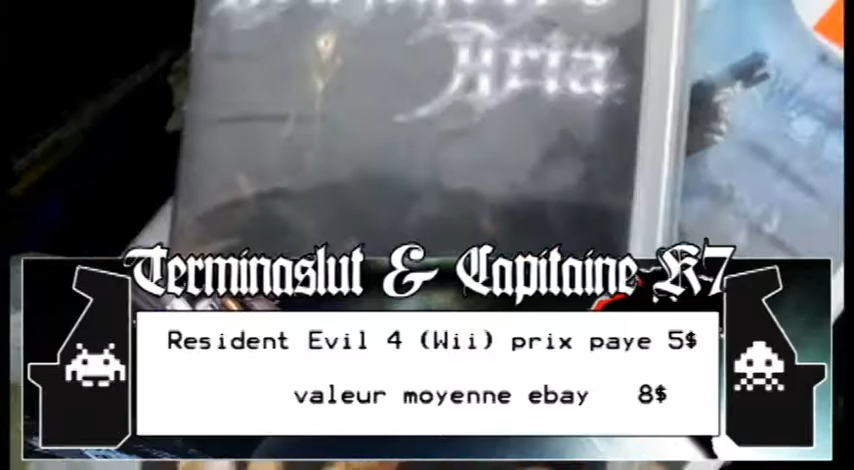 Aria
Terminaslut & Capitaine K7
Resident Evil 4 (Wii) prix paye 5$
valeur moyenne ebay 8$